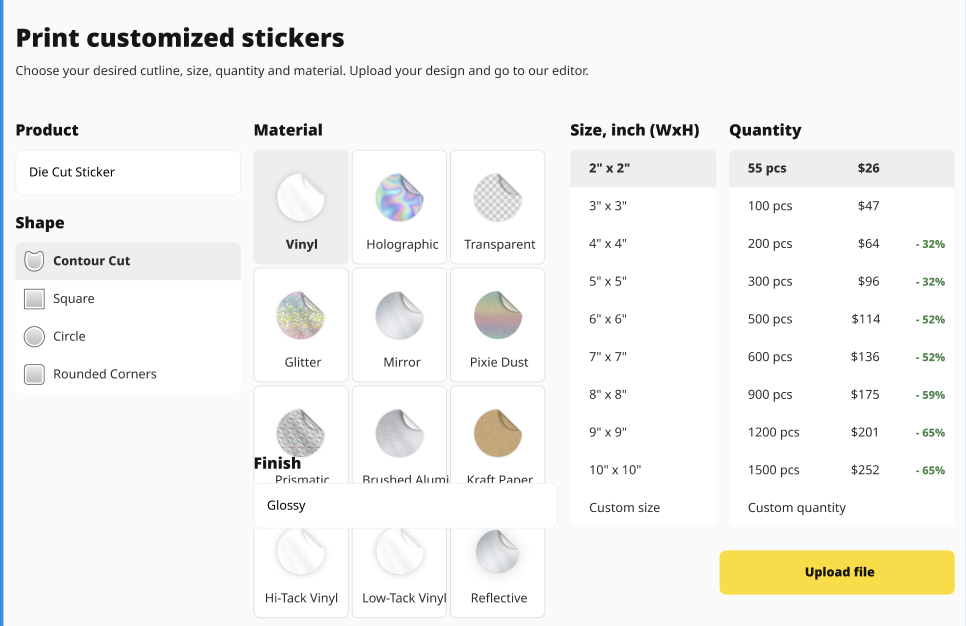 Print customized stickers
Choose your desired cutline, size, quantity and material. Upload your design and go to our editor.
Product
Die Cut Sticker
Shape
Contour Cut
Square
Circle
Rounded Corners
Material
Vinyl
Holographic
Transparent
Glitter
Mirror
Pixie Dust
Prismatic
Brushed Alumi
Kraft Paper
Finish
Glossy
Hi-Tack Vinyl
Low-Tack Vinyl
Reflective
Size, inch (WxH)
2" x 2"
3" x 3"
4" x 4"
5" x 5"
6" x 6"
7" x 7"
8" x 8"
9" x 9"
10" x 10"
Custom size
Quantity
55 pcs $26
100 pcs $47
200 pcs $64 - 32%
300 pcs $96 - 32%
500 pcs $114 - 52%
600 pcs $136 - 52%
900 pcs $175 - 59%
1200 pcs $201 - 65%
1500 pcs $252 - 65%
Custom quantity
Upload file